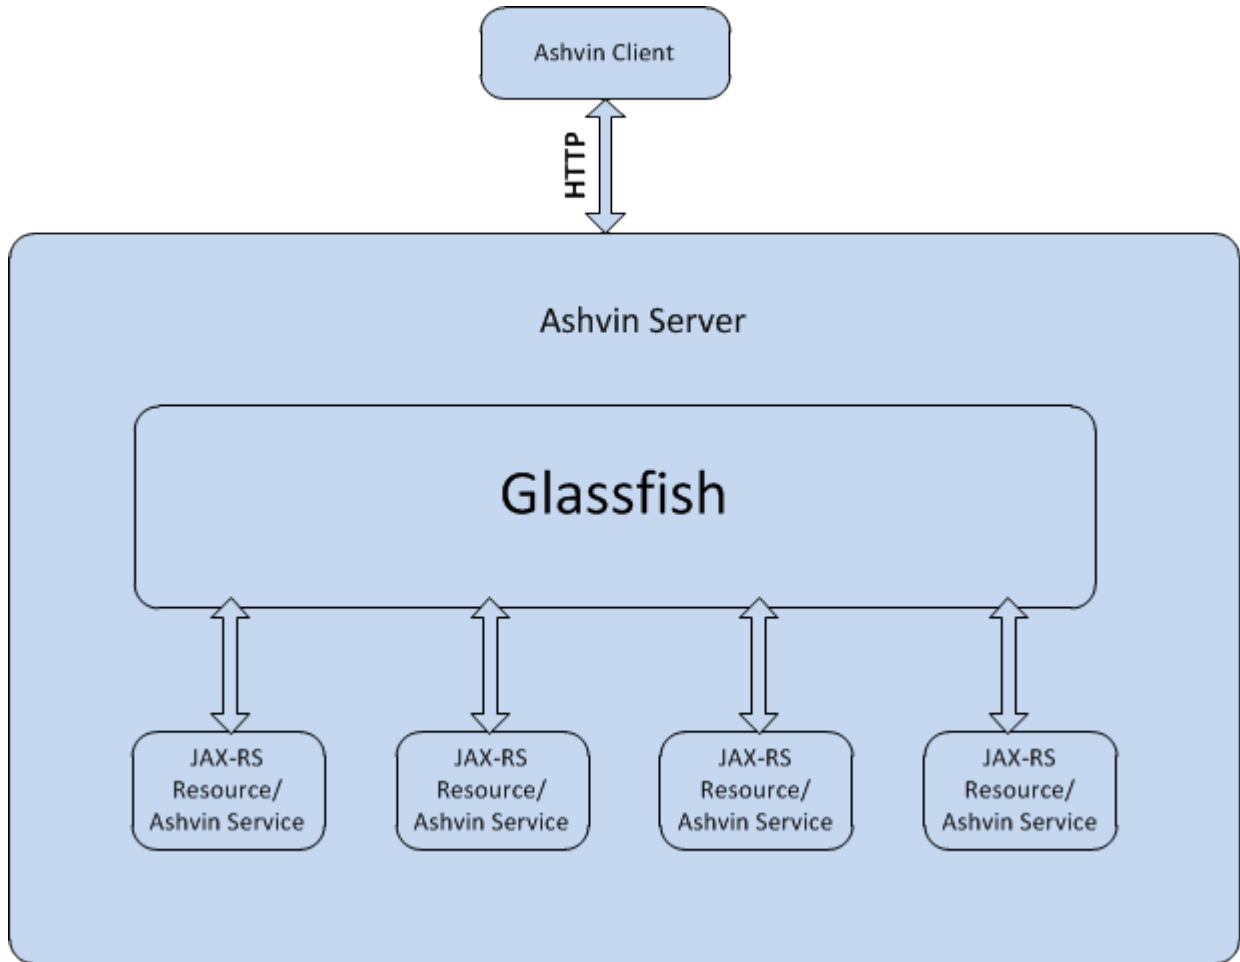 Ashvin Client
HTTP
Ashvin Server
Glassfish
JAX-RS
Resource/
Ashvin Service
JAX-RS
Resource/
Ashvin Service
JAX-RS
Resource/
Ashvin Service
JAX-RS
Resource/
Ashvin Service